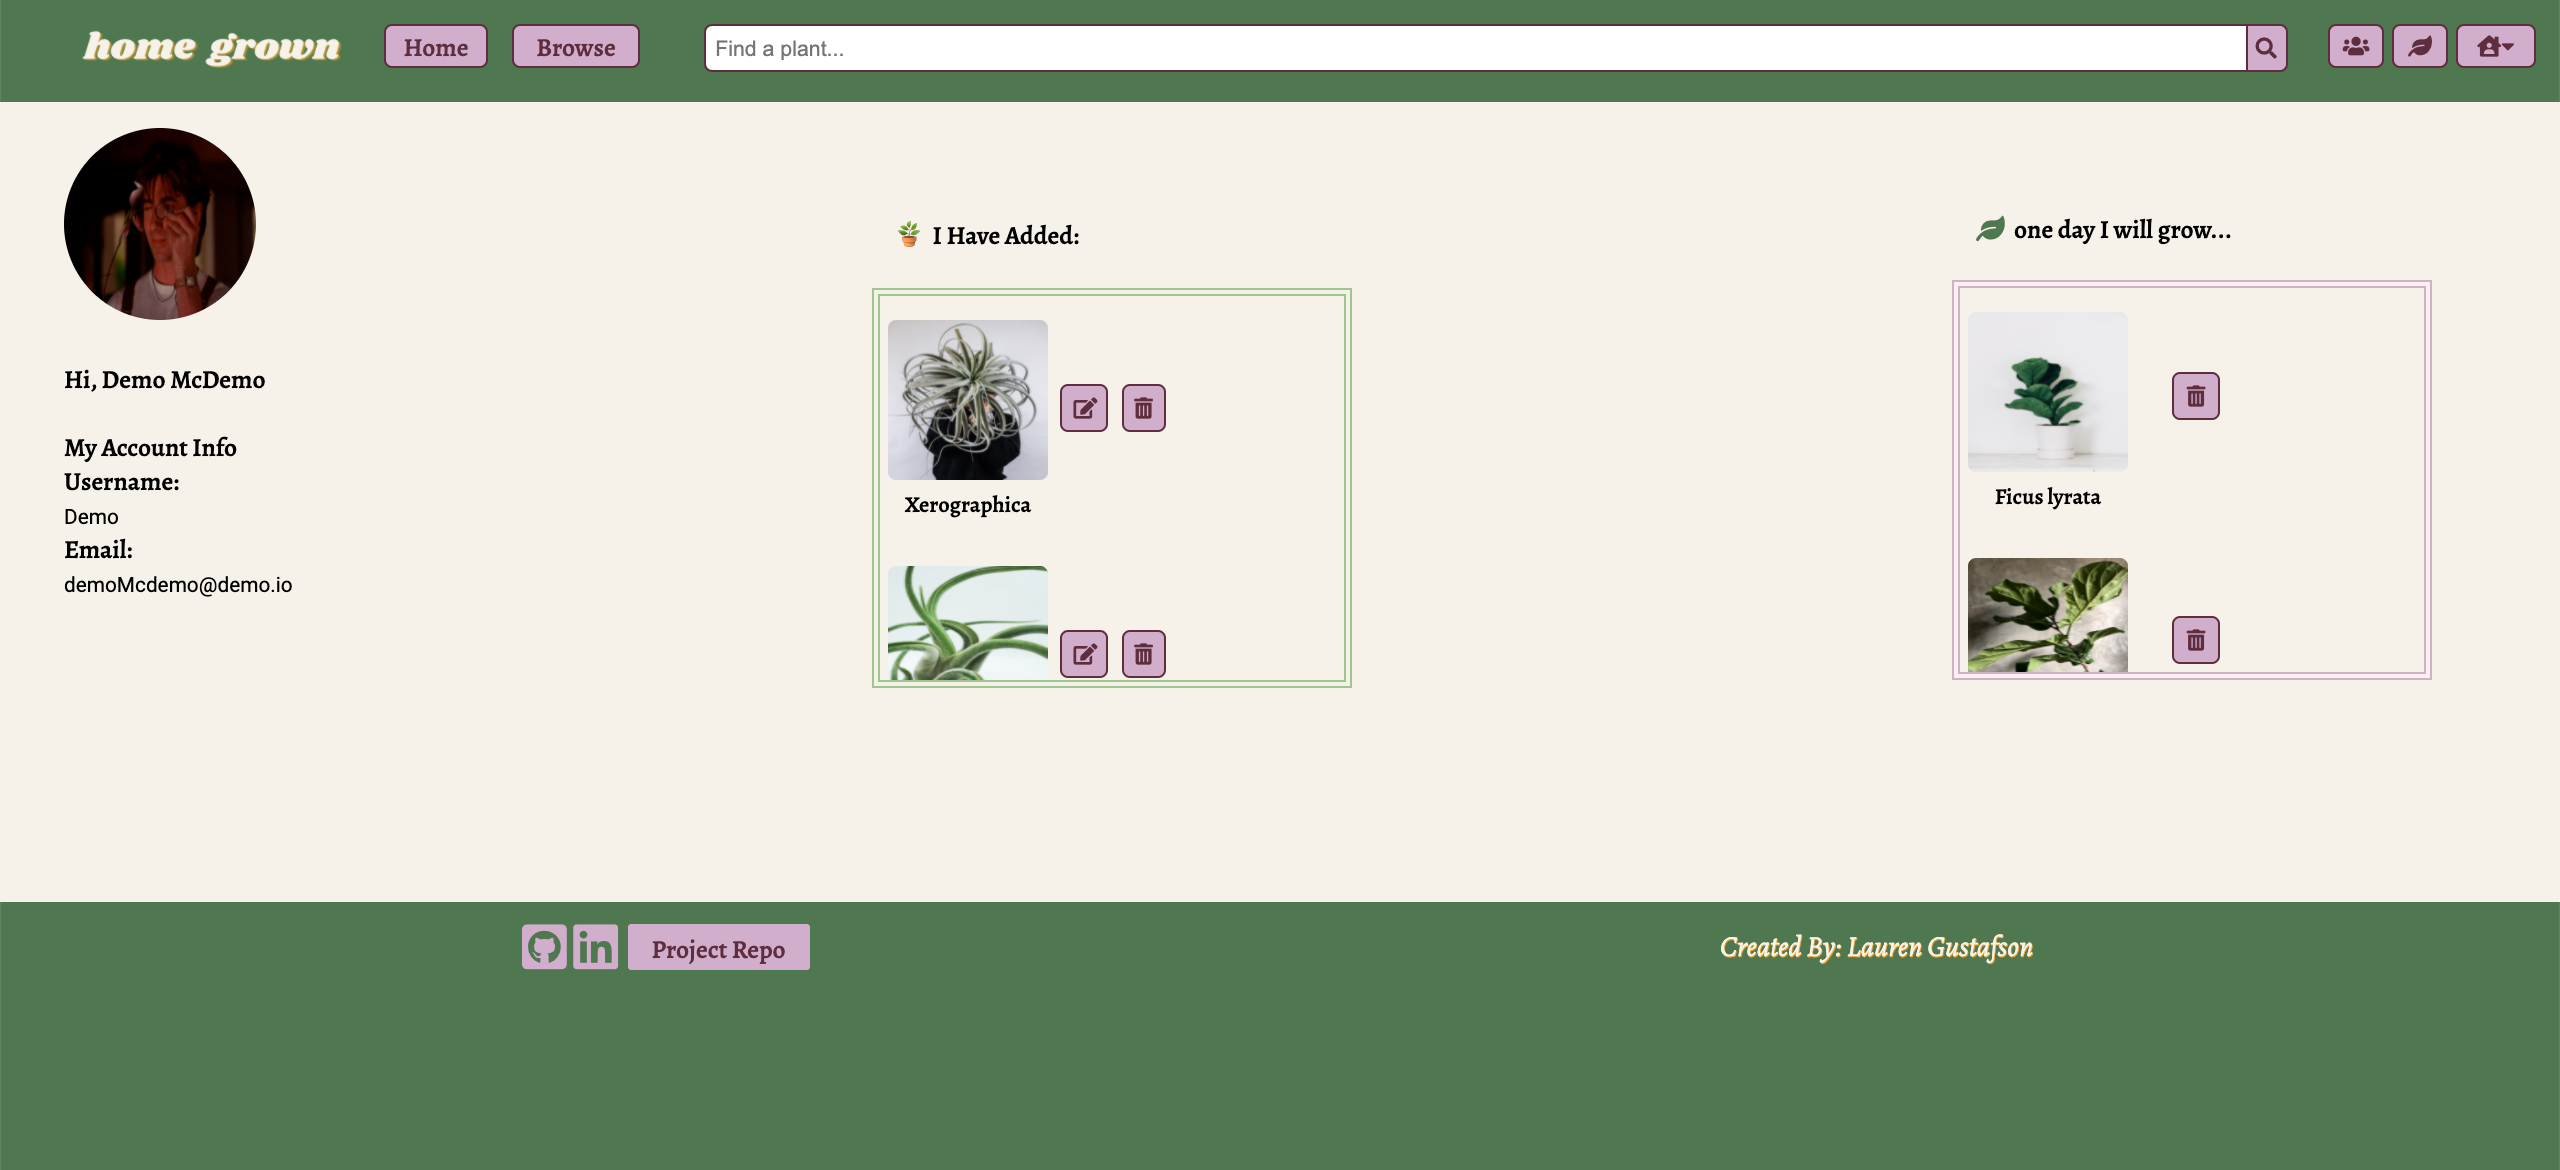 home grown
Home
Browse
Find a plant...
Hi, Demo McDemo
My Account Info
Username:
Demo
Email:
demoMcdemo@demo.io
I Have Added:
Xerographica
one day I will grow...
Ficus lyrata
Project Repo
Created By: Lauren Gustafson